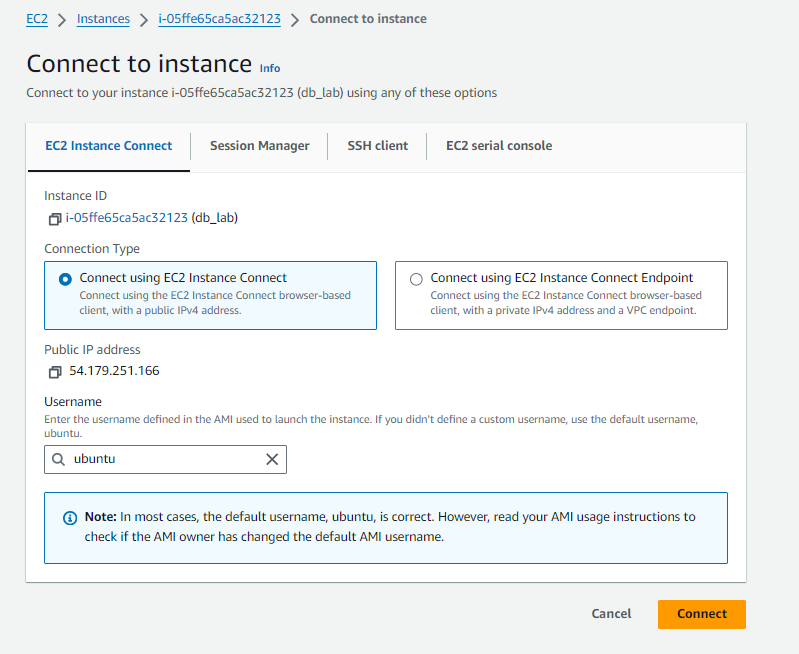 EC2 > Instances > i-05ffe65ca5ac32123 > Connect to instance
Connect to instance Info
Connect to your instance i-05ffe65ca5ac32123 (db_lab) using any of these options
EC2 Instance Connect Session Manager SSH client EC2 serial console
Instance ID
i-05ffe65ca5ac32123 (db_lab)
Connection Type
Connect using EC2 Instance Connect
Connect using the EC2 Instance Connect browser-based
client, with a public IPv4 address.
Connect using EC2 Instance Connect Endpoint
Connect using the EC2 Instance Connect browser-based
client, with a private IPv4 address and a VPC endpoint.
Public IP address
54.179.251.166
Username
Enter the username defined in the AMI used to launch the instance. If you didn't define a custom username, use the default username,
ubuntu.
ubuntu
Note: In most cases, the default username, ubuntu, is correct. However, read your AMI usage instructions to
check if the AMI owner has changed the default AMI username.
Cancel Connect